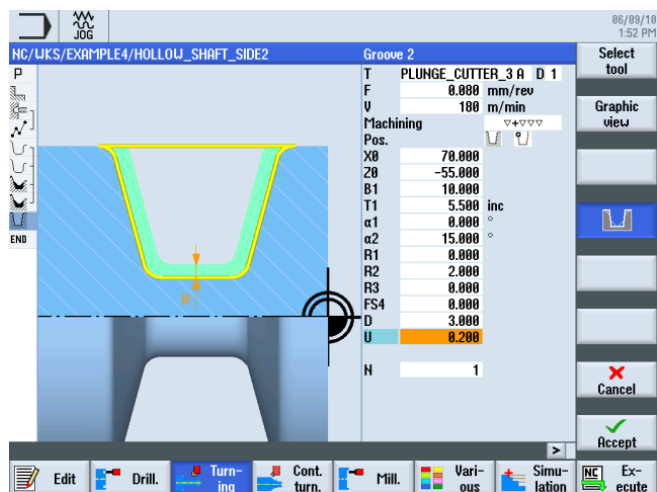 06/09/10
1:52 PM
JOG
NC/WKS/EXAMPLE4/HOLLOW_SHAFT_SIDE2
Groove 2
Select
tool
P
END
T PLUNGE_CUTTER_3 A D 1
F 0.080 mm/rev
V 180 m/min
Machining ▽+▽▽▽
Pos.
X0 70.000
Z0 -55.000
B1 10.000
T1 5.500 inc
α1 0.000 °
α2 15.000 °
R1 0.000
R2 2.000
R3 0.000
FS4 0.000
D 3.000
U 0.200
N 1
U
Graphic
view
Cancel
Accept
>
Edit
Drill.
Turn-
ing
Cont.
turn.
Mill.
Vari-
ous
Simu-
lation
NC Ex-
ecute